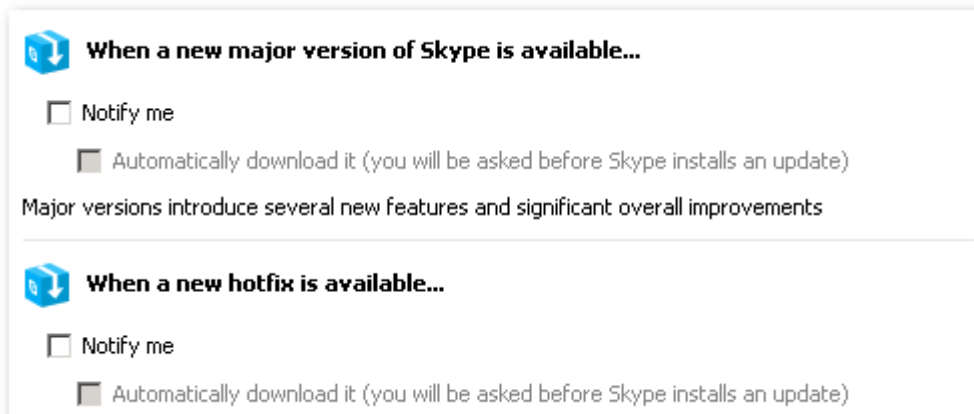 When a new major version of Skype is available...
Notify me
Automatically download it (you will be asked before Skype installs an update)
Major versions introduce several new features and significant overall improvements
When a new hotfix is available...
Notify me
Automatically download it (you will be asked before Skype installs an update)